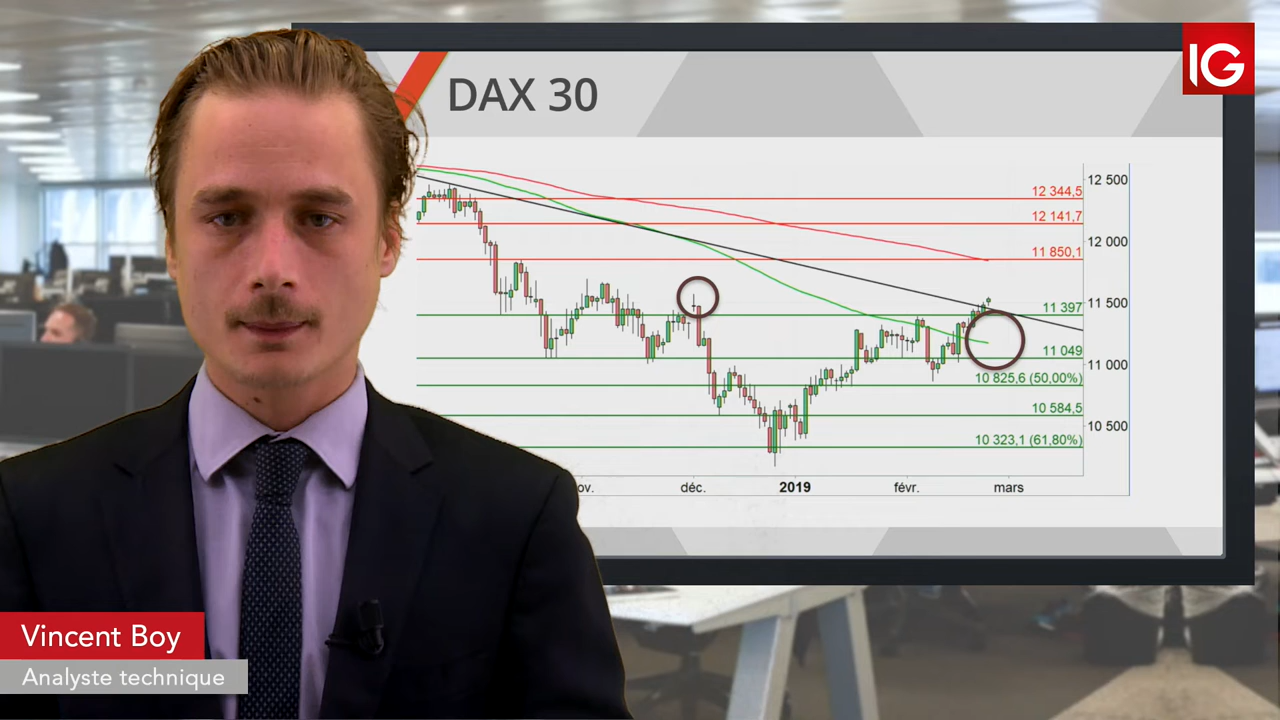 IG
DAX 30
12 500
12 344,5
12 141,7
12 000
11 850,1
11 500
11 397
11 049
11 000
10 825,6 (50,00%)
10 584,5
10 500
10 323,1 (61,80%)
ov.
déc.
2019
févr.
mars
Vincent Boy
Analyste technique